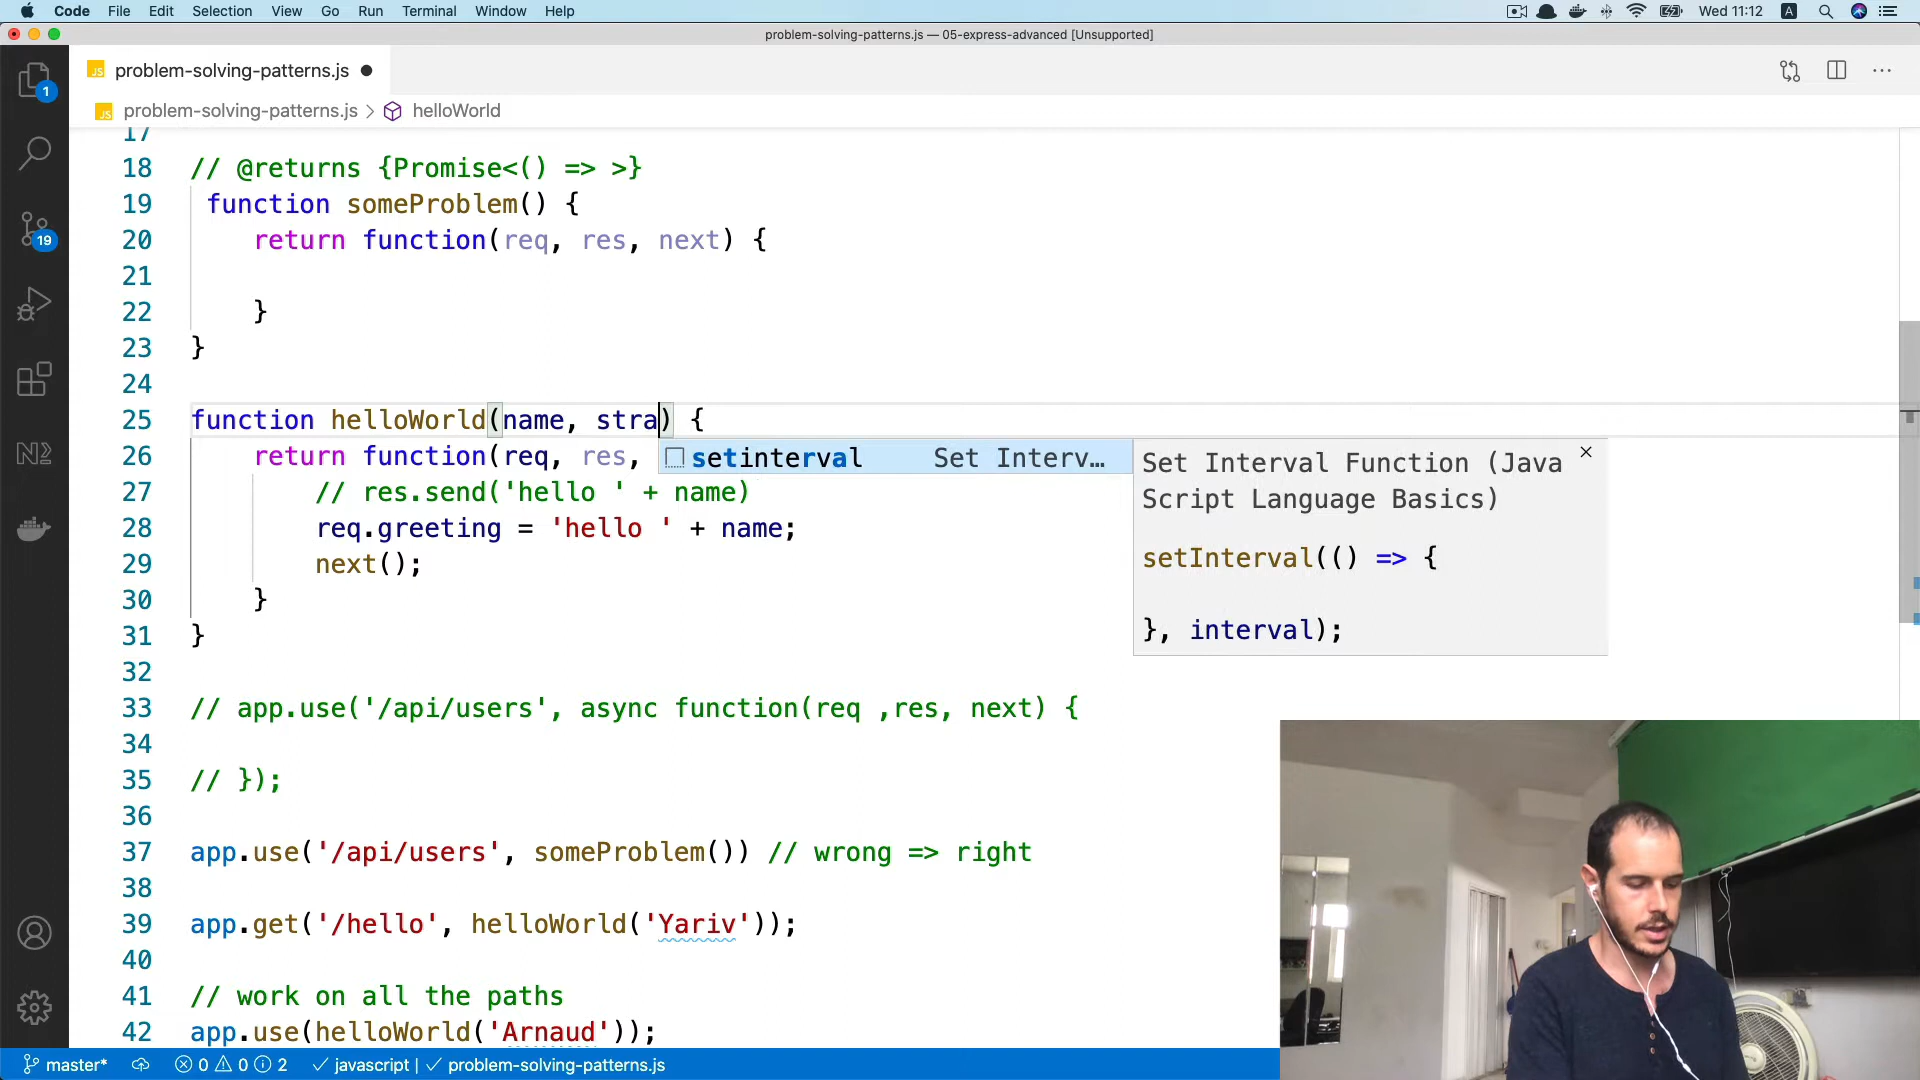 Code File Edit Selection View Go Run Terminal Window Help Wed 11:12 A
problem-solving-patterns.js — 05-express-advanced [Unsupported]
JS problem-solving-patterns.js
JS problem-solving-patterns.js > helloWorld
1
19
17
18 // @returns {Promise<() => >}
19 function someProblem() {
20 return function(req, res, next) {
21
22 }
23 }
24
25 function helloWorld(name, stra) {
26 return function(req, res,
setinterval Set Interv…
27 // res.send('hello ' + name)
28 req.greeting = 'hello ' + name;
29 next();
30 }
31 }
32
33 // app.use('/api/users', async function(req ,res, next) {
34
35 // });
36
37 app.use('/api/users', someProblem()) // wrong => right
38
39 app.get('/hello', helloWorld('Yariv'));
40
41 // work on all the paths
42 app.use(helloWorld('Arnaud'));
Set Interval Function (Java
Script Language Basics)
setInterval(() => {
}, interval);
master* 0 0 2 javascript | problem-solving-patterns.js